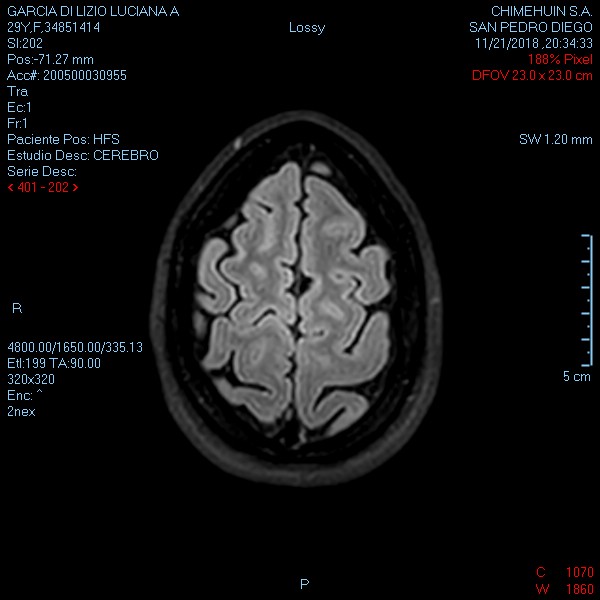 GARCIA DI LIZIO LUCIANA A
29Y,F,34851414
Sl:202
Pos:-71.27 mm
Acc#: 200500030955
Tra
Ec:1
Fr:1
Paciente Pos: HFS
Estudio Desc: CEREBRO
Serie Desc:
< 401 - 202 >
Lossy
CHIMEHUIN S.A.
SAN PEDRO DIEGO
11/21/2018 ,20:34:33
188% Pixel
DFOV 23.0 x 23.0 cm
SW 1.20 mm
R
4800.00/1650.00/335.13
Etl:199 TA:90.00
320x320
Enc: ^
2nex
5 cm
P
C 1070
W 1860